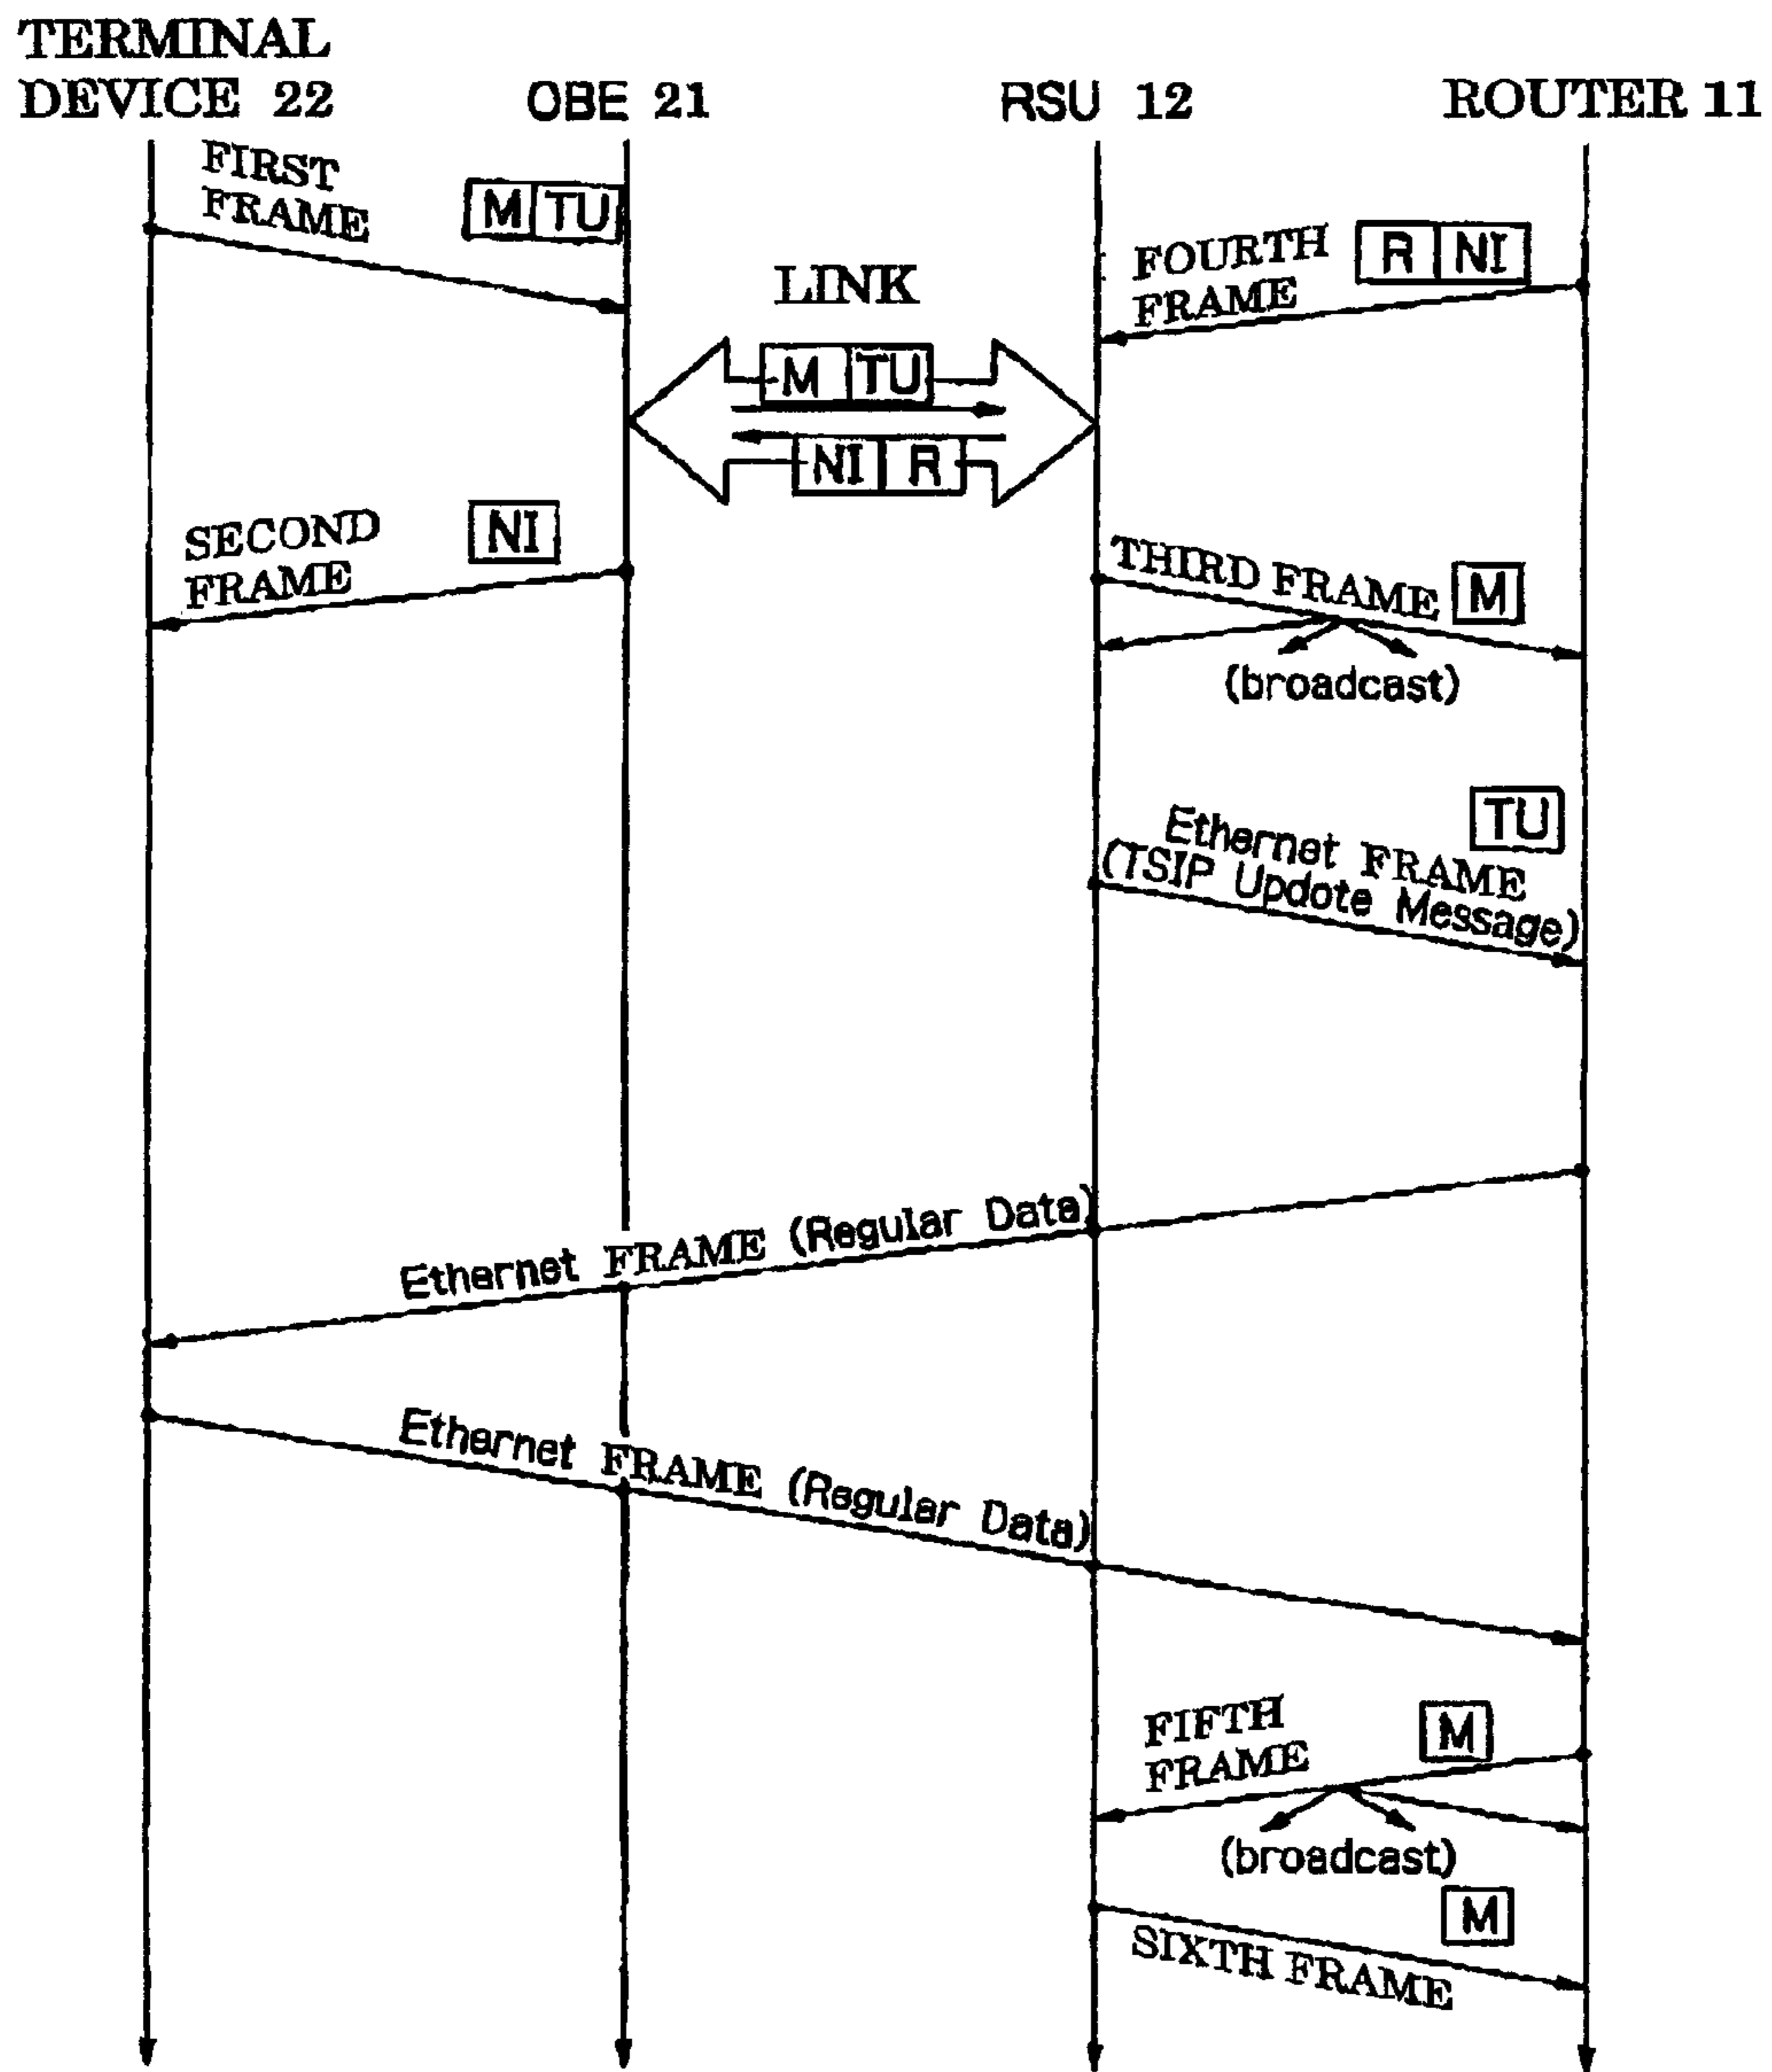 TERMINAL
DEVICE 22
OBE 21
RSU 12
ROUTER 11
FIRST
FRAME
M TU
FOURTH
FRAME
R NI
LINK
M TU
NI R
SECOND
FRAME
NI
THIRD FRAME
M
(broadcast)
TU
Ethernet FRAME
(TSIP Updote Message)
Ethernet FRAME (Regular Data)
Ethernet FRAME (Regular Data)
FIFTH
FRAME
M
(broadcast)
M
SIXTH FRAME